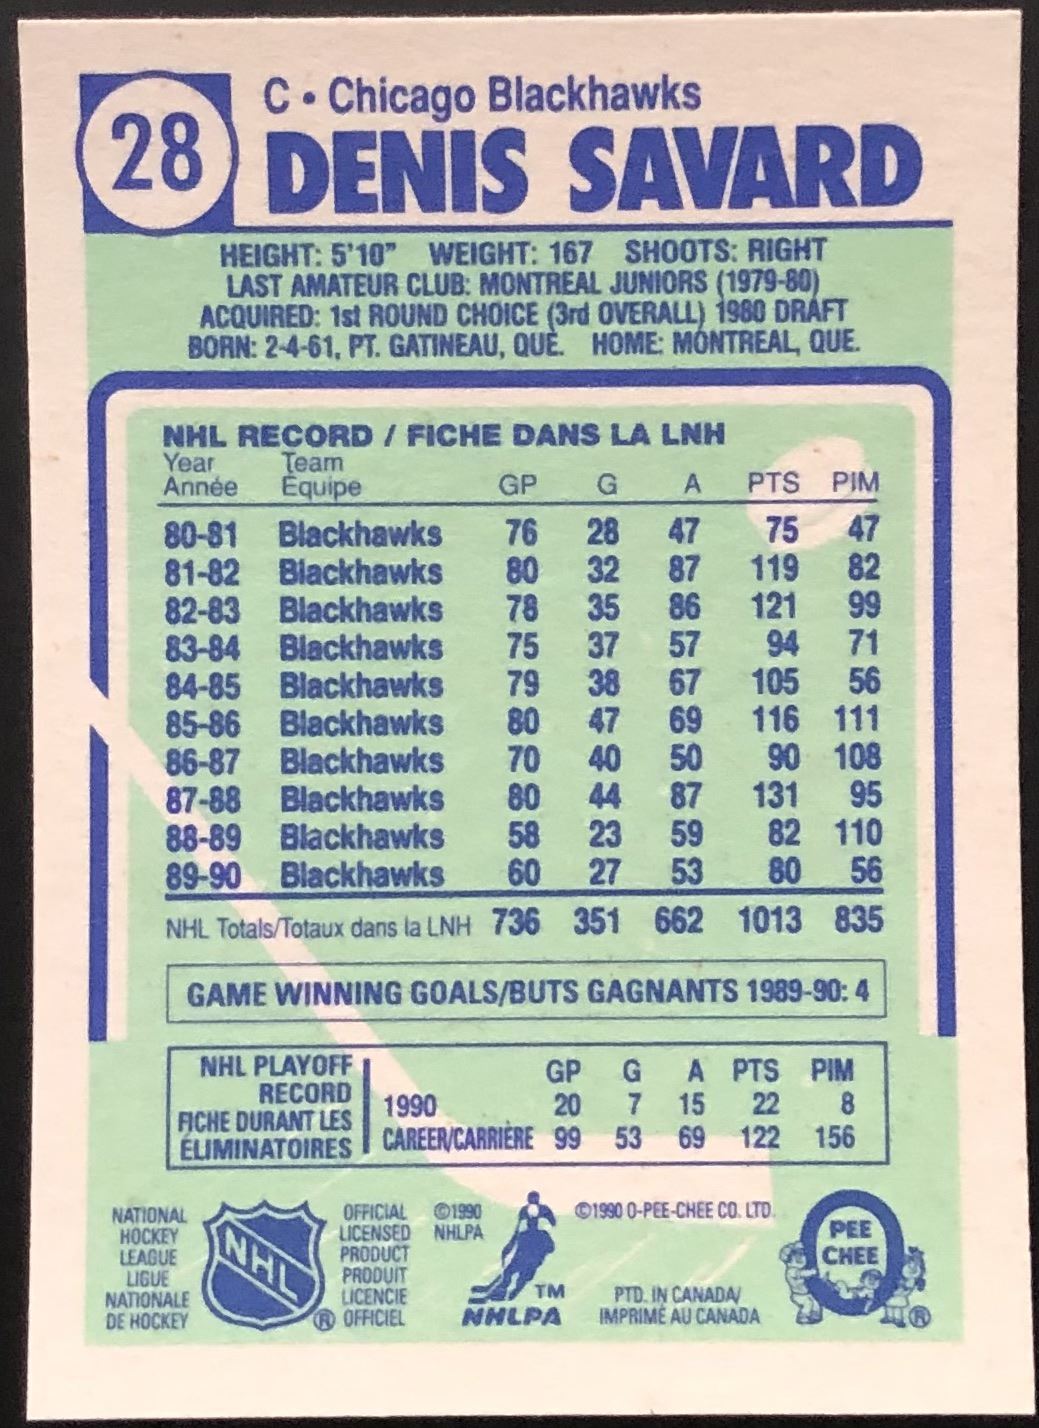 28
C • Chicago Blackhawks
DENIS SAVARD
HEIGHT: 5'10" WEIGHT: 167 SHOOTS: RIGHT
LAST AMATEUR CLUB: MONTREAL JUNIORS (1979-80)
ACQUIRED: 1st ROUND CHOICE (3rd OVERALL) 1980 DRAFT
BORN: 2-4-61, PT. GATINEAU, QUE. HOME: MONTREAL, QUE.
NHL RECORD / FICHE DANS LA LNH
Year Team
Année Équipe GP G A PTS PIM
80-81 Blackhawks 76 28 47 75 47
81-82 Blackhawks 80 32 87 119 82
82-83 Blackhawks 78 35 86 121 99
83-84 Blackhawks 75 37 57 94 71
84-85 Blackhawks 79 38 67 105 56
85-86 Blackhawks 80 47 69 116 111
86-87 Blackhawks 70 40 50 90 108
87-88 Blackhawks 80 44 87 131 95
88-89 Blackhawks 58 23 59 82 110
89-90 Blackhawks 60 27 53 80 56
NHL Totals/Totaux dans la LNH 736 351 662 1013 835
GAME WINNING GOALS/BUTS GAGNANTS 1989-90: 4
NHL PLAYOFF
RECORD
FICHE DURANT LES
ÉLIMINATOIRES
GP G A PTS PIM
1990 20 7 15 22 8
CAREER/CARRIÈRE 99 53 69 122 156
NATIONAL
HOCKEY
LEAGUE
LIGUE
NATIONALE
DE HOCKEY
NHL
®
OFFICIAL
LICENSED
PRODUCT
PRODUIT
LICENCIE
OFFICIEL
©1990
NHLPA
TM
NHLPA
©1990 O-PEE-CHEE CO. LTD.
PTD. IN CANADA/
IMPRIMÉ AU CANADA
O
PEE
CHEE
®